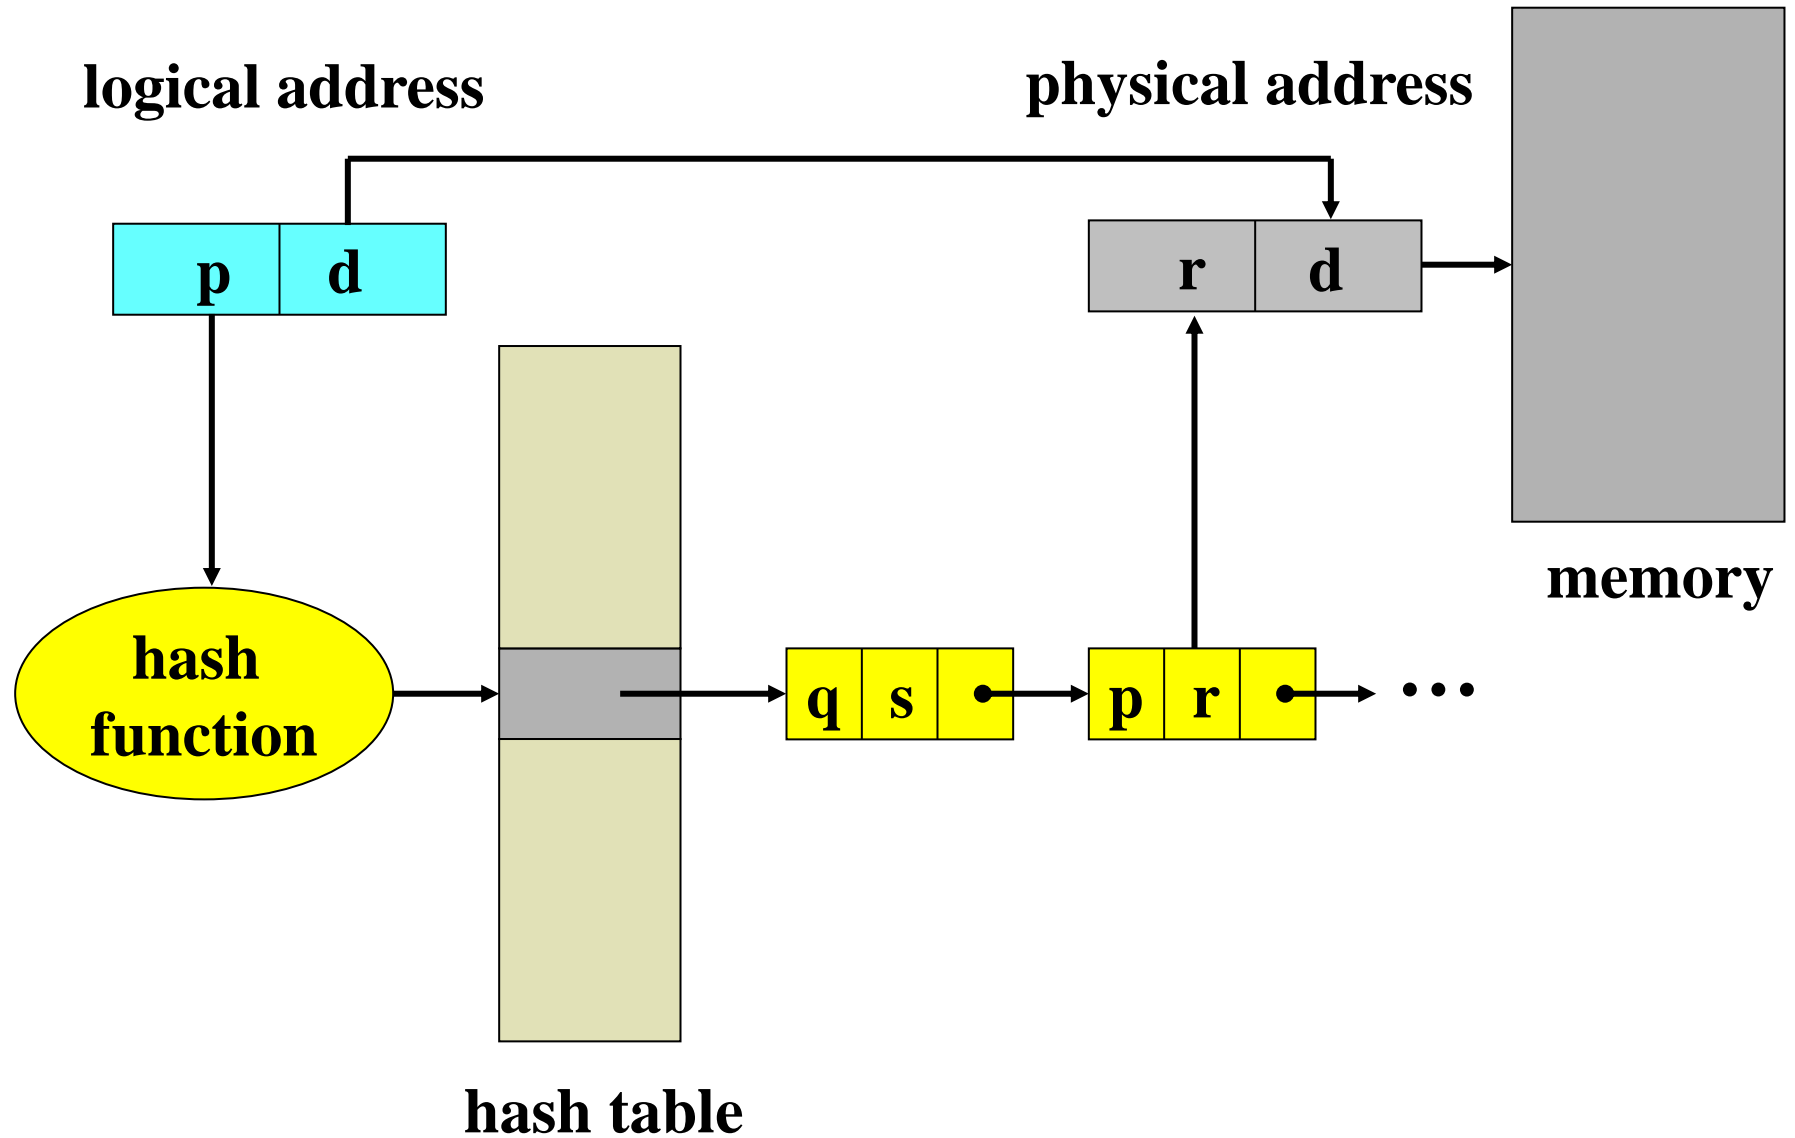 logical address
physical address
p d
r d
memory
hash
function
q s
p r
...
hash table